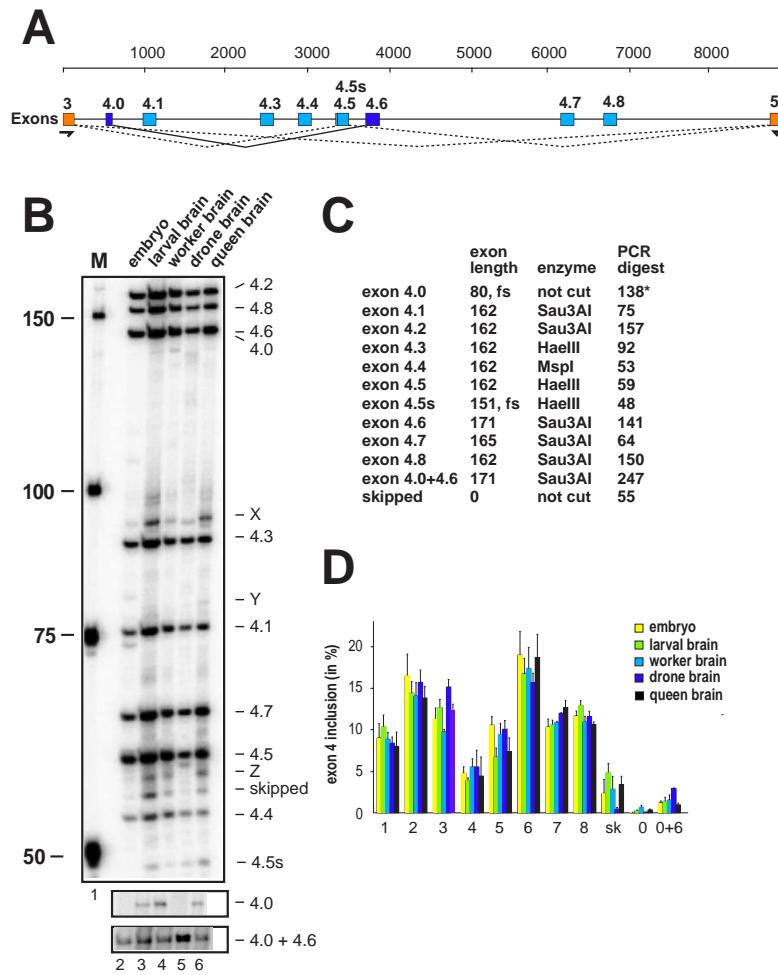 A
1000 2000 3000 4000 5000 6000 7000 8000
4.5s
3 4.0 4.1 4.3 4.4 4.5 4.6 4.7 4.8 5
Exons
B
embryo
larval brain
worker brain
drone brain
queen brain
M
150
100
75
50
4.2
4.8
4.6
4.0
X
4.3
Y
4.1
4.7
4.5
Z
skipped
4.4
4.5s
1
4.0
4.0 + 4.6
2 3 4 5 6
C
exon length enzyme PCR digest
exon 4.0 80, fs not cut 138*
exon 4.1 162 Sau3AI 75
exon 4.2 162 Sau3AI 157
exon 4.3 162 HaeIII 92
exon 4.4 162 MspI 53
exon 4.5 162 HaeIII 59
exon 4.5s 151, fs HaeIII 48
exon 4.6 171 Sau3AI 141
exon 4.7 165 Sau3AI 64
exon 4.8 162 Sau3AI 150
exon 4.0+4.6 171 Sau3AI 247
skipped 0 not cut 55
D
exon 4 inclusion (in %)
20
15
10
5
0
embryo
larval brain
worker brain
drone brain
queen brain
1 2 3 4 5 6 7 8 sk 0 0+6